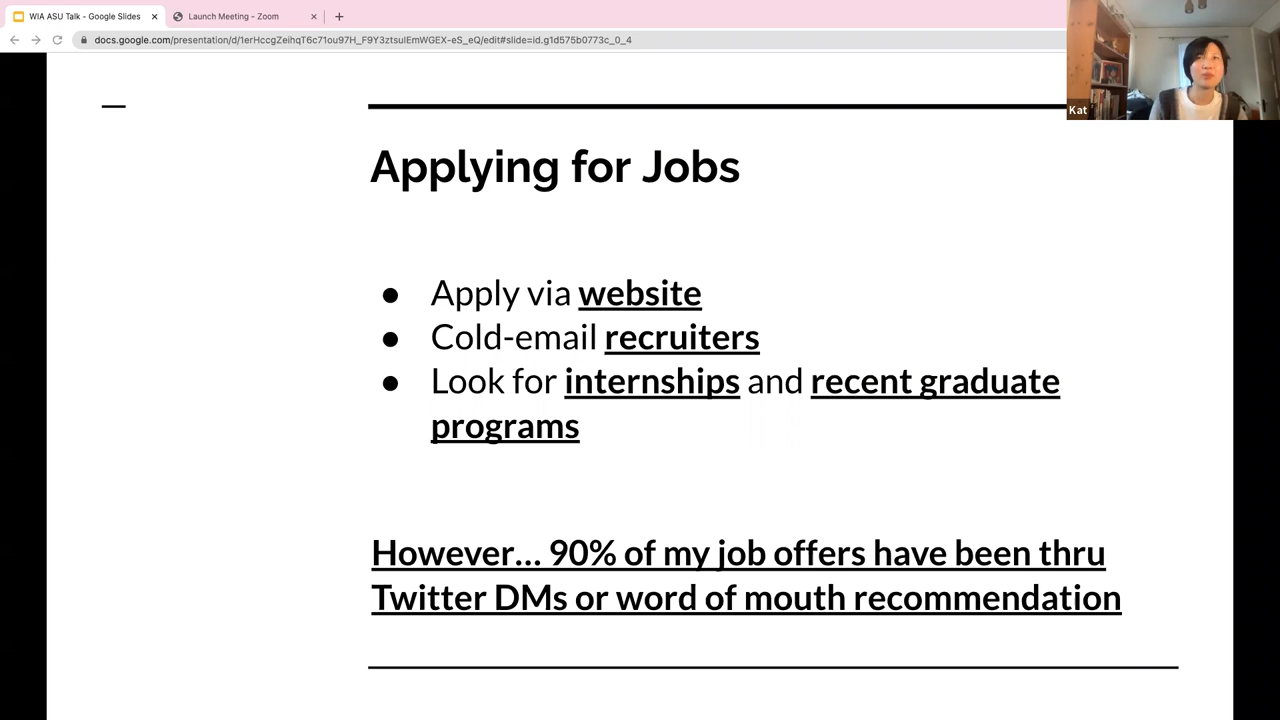 WIA ASU Talk - Google Slides
Launch Meeting - Zoom
docs.google.com/presentation/d/1erHccgZeihqT6c71ou97H_F9Y3ztsuIEmWGEX-eS_eQ/edit#slide=id.g1d575b0773c_0_4
Kat
Applying for Jobs
● Apply via website
● Cold-email recruiters
● Look for internships and recent graduate
programs
However... 90% of my job offers have been thru
Twitter DMs or word of mouth recommendation